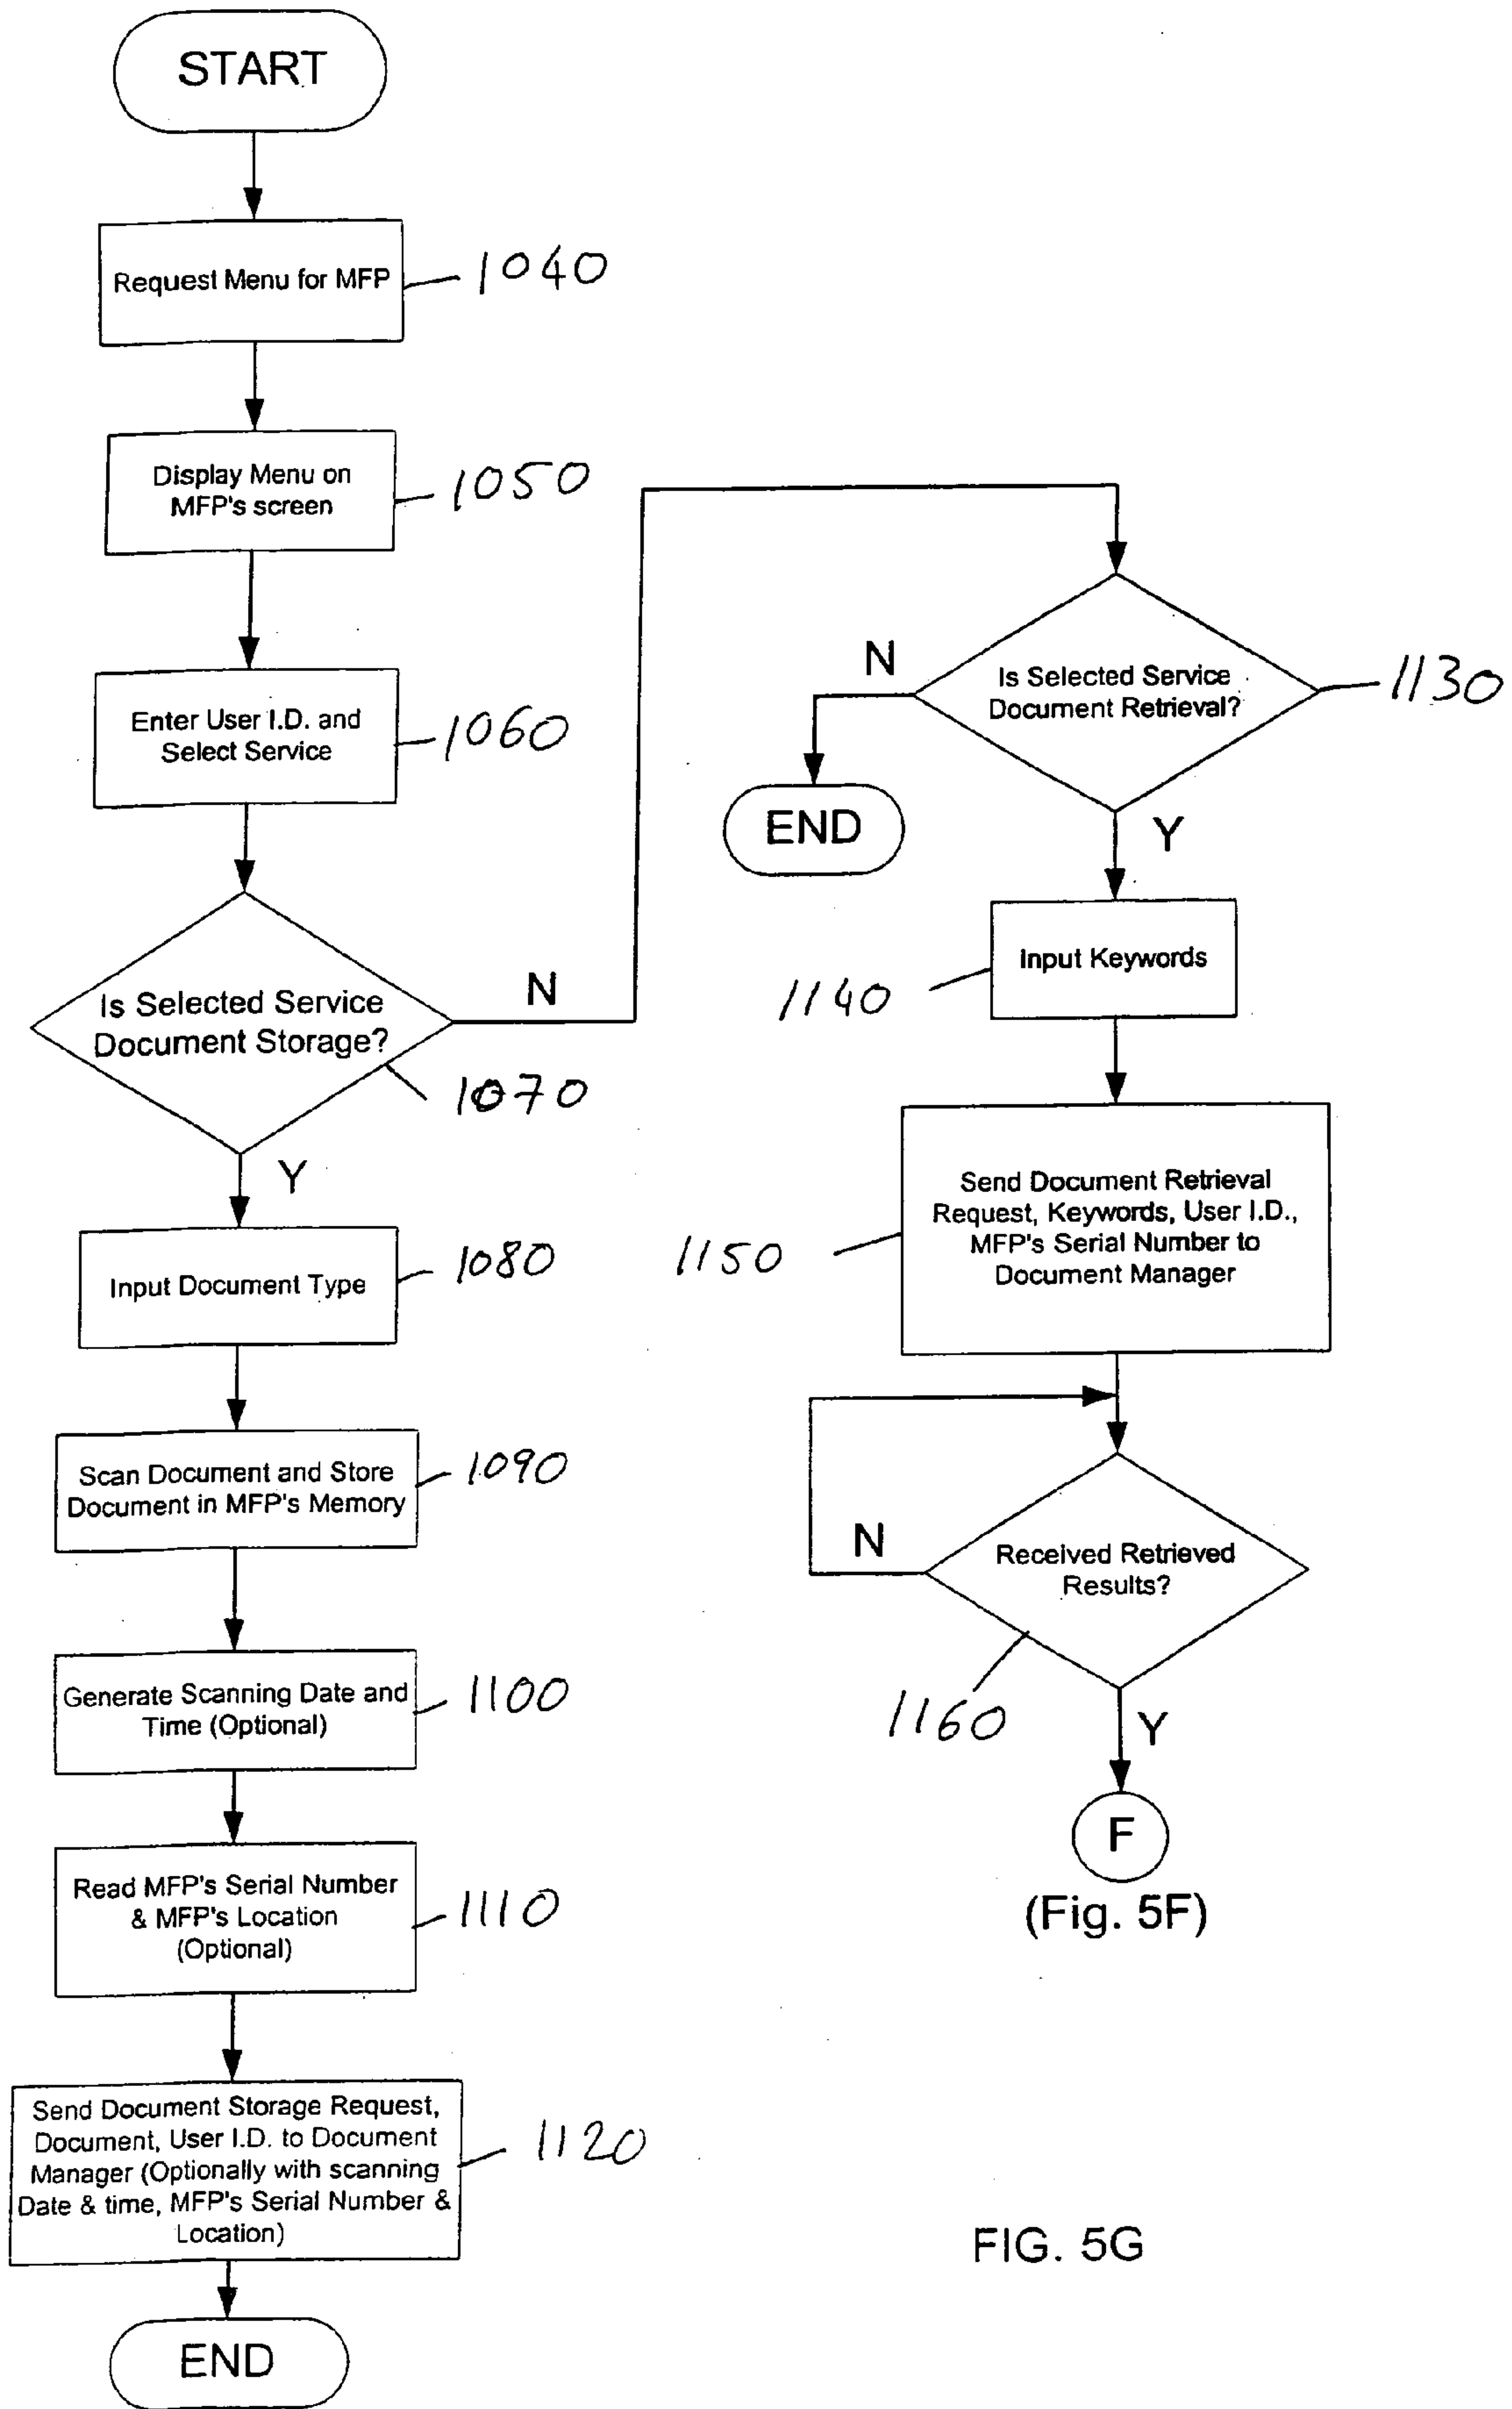 START
Request Menu for MFP
1040
Display Menu on
MFP's screen
1050
Enter User I.D. and
Select Service
1060
Is Selected Service
Document Storage?
1070
N
Y
Input Document Type
1080
Scan Document and Store
Document in MFP's Memory
1090
Generate Scanning Date and
Time (Optional)
1100
Read MFP's Serial Number
& MFP's Location
(Optional)
1110
Send Document Storage Request,
Document, User I.D. to Document
Manager (Optionally with scanning
Date & time, MFP's Serial Number &
Location)
1120
END
Is Selected Service
Document Retrieval?
1130
N
END
Y
Input Keywords
1140
Send Document Retrieval
Request, Keywords, User I.D.,
MFP's Serial Number to
Document Manager
1150
Received Retrieved
Results?
N
1160
Y
F
(Fig. 5F)
FIG. 5G